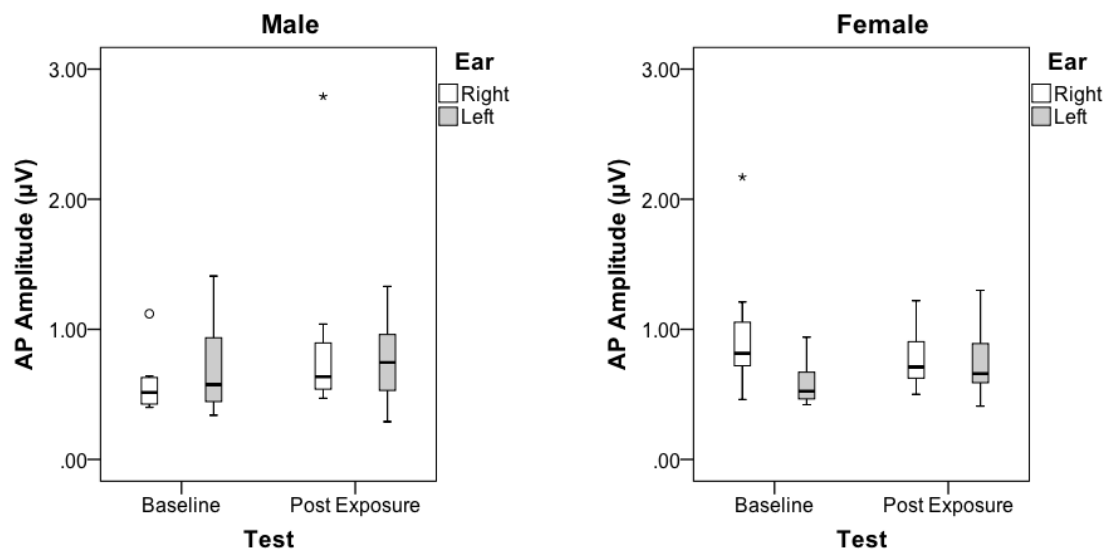 Male
Ear
Right
Left
3.00
2.00
1.00
.00
AP Amplitude (µV)
Baseline
Post Exposure
Test
Female
Ear
Right
Left
3.00
2.00
1.00
.00
AP Amplitude (µV)
Baseline
Post Exposure
Test